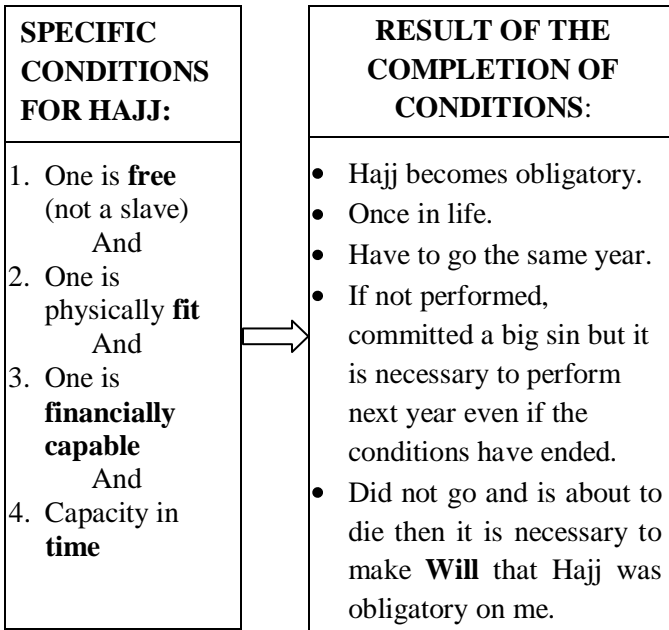 SPECIFIC
CONDITIONS
FOR HAJJ:
1. One is free
(not a slave)
And
2. One is
physically fit
And
3. One is
financially
capable
And
4. Capacity in
time
RESULT OF THE
COMPLETION OF
CONDITIONS:
• Hajj becomes obligatory.
• Once in life.
• Have to go the same year.
• If not performed,
committed a big sin but it
is necessary to perform
next year even if the
conditions have ended.
• Did not go and is about to
die then it is necessary to
make Will that Hajj was
obligatory on me.